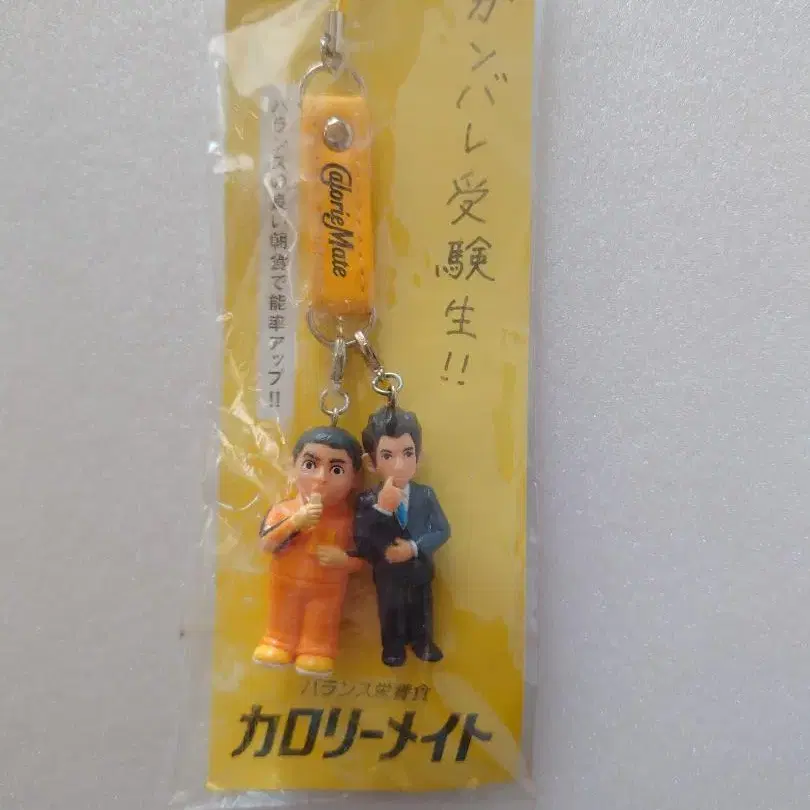 ガンバレ受験生!!
CalorieMate
バランスの良い朝食で能率アップ!!
バランス栄養食
カロリーメイト